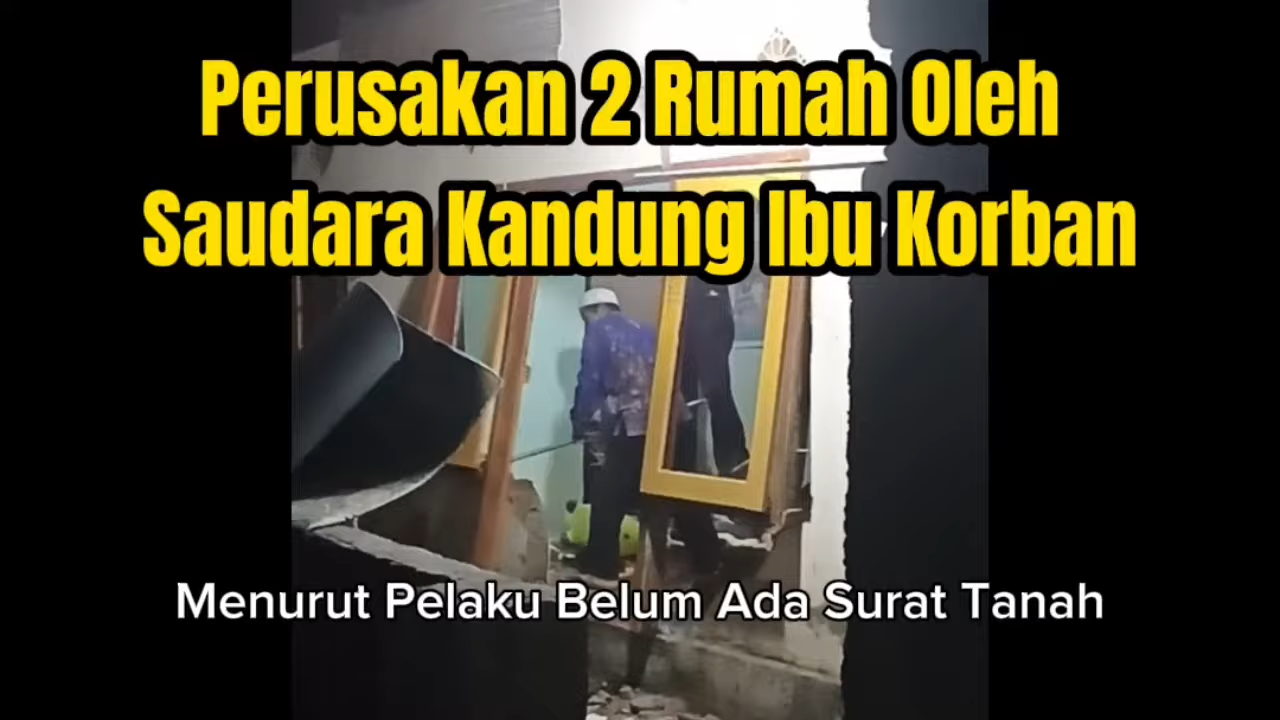 Perusakan 2 Rumah Oleh
Saudara Kandung Ibu Korban
Menurut Pelaku Belum Ada Surat Tanah